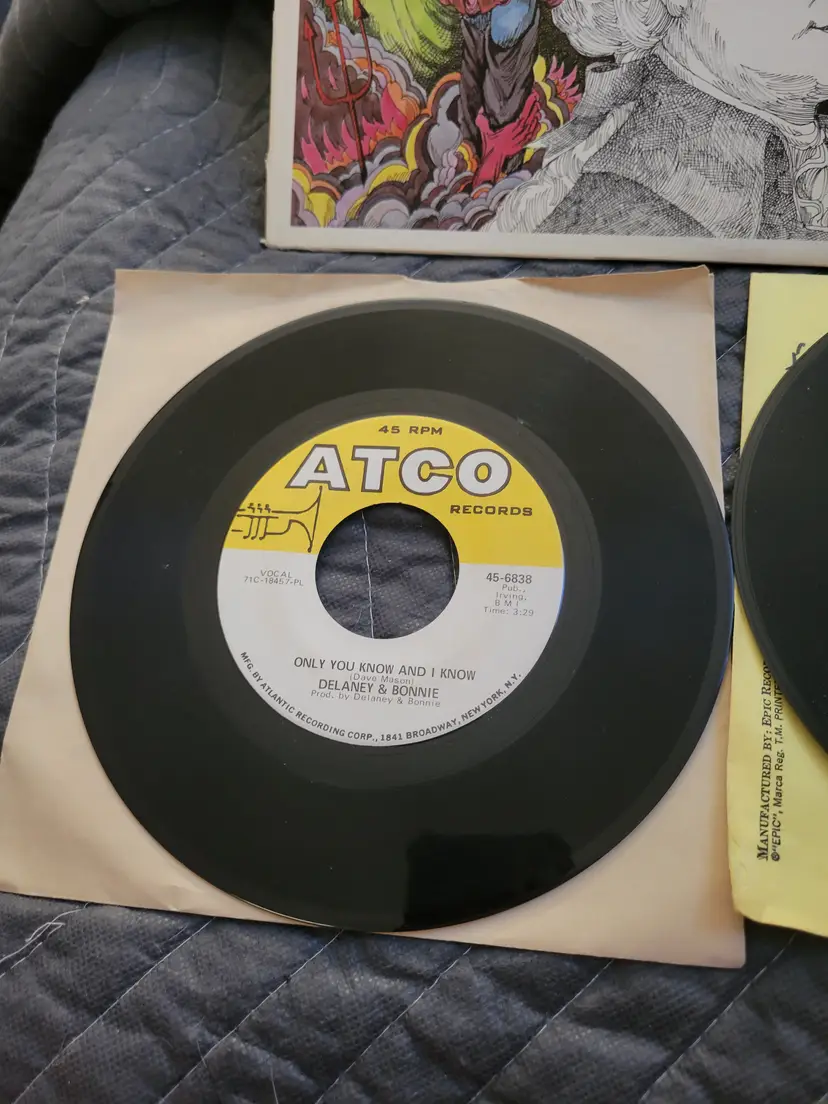 45 RPM
ATCO
RECORDS
VOCAL
71C-18457-PL
45-6838
Pub.,
Irving,
BMI
Time: 3:29
ONLY YOU KNOW AND I KNOW
(Dave Mason)
DELANEY & BONNIE
Prod. by Delaney & Bonnie
MFG. BY ATLANTIC RECORDING CORP., 1841 BROADWAY, NEW YORK, N.Y.
MANUFACTURED BY: EPIC RECO
® "EPIC", Marca Reg. T.M. PRINTE